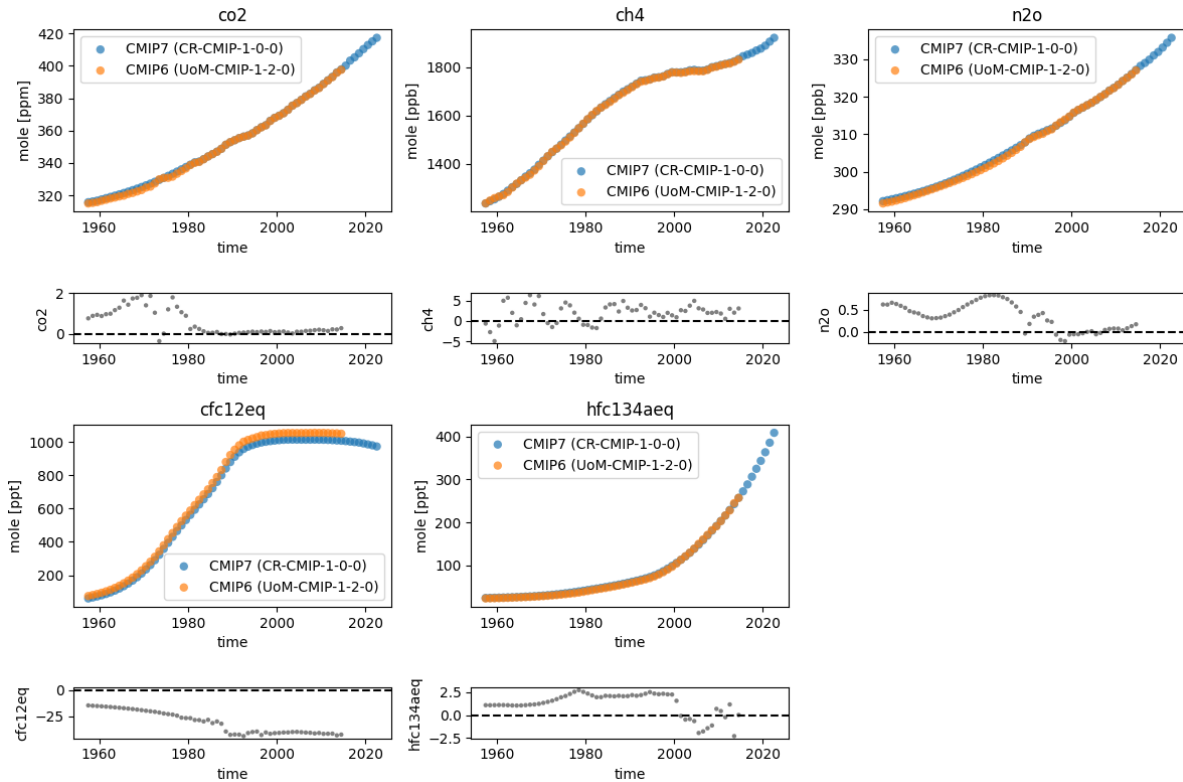 co2
mole [ppm]
420
400
380
360
340
320
CMIP7 (CR-CMIP-1-0-0)
CMIP6 (UoM-CMIP-1-2-0)
1960
1980
2000
2020
time
ch4
mole [ppb]
1800
1600
1400
CMIP7 (CR-CMIP-1-0-0)
CMIP6 (UoM-CMIP-1-2-0)
1960
1980
2000
2020
time
n2o
mole [ppb]
330
320
310
300
290
CMIP7 (CR-CMIP-1-0-0)
CMIP6 (UoM-CMIP-1-2-0)
1960
1980
2000
2020
time
co2
2
0
1960
1980
2000
2020
time
ch4
5
0
−5
1960
1980
2000
2020
time
n2o
0.5
0.0
1960
1980
2000
2020
time
cfc12eq
mole [ppt]
1000
800
600
400
200
CMIP7 (CR-CMIP-1-0-0)
CMIP6 (UoM-CMIP-1-2-0)
1960
1980
2000
2020
time
hfc134aeq
mole [ppt]
400
300
200
100
CMIP7 (CR-CMIP-1-0-0)
CMIP6 (UoM-CMIP-1-2-0)
1960
1980
2000
2020
time
cfc12eq
0
−25
1960
1980
2000
2020
time
hfc134aeq
2.5
0.0
−2.5
1960
1980
2000
2020
time